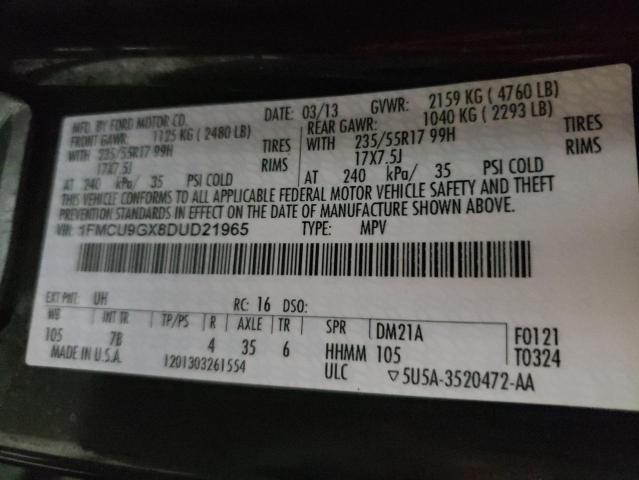 MFD. BY FORD MOTOR CO. DATE: 03/13 GVWR: 2159 KG ( 4760 LB)
FRONT GAWR: 1125 KG ( 2480 LB) REAR GAWR: 1040 KG ( 2293 LB)
WITH 235/55R17 99H TIRES WITH 235/55R17 99H TIRES
17X7.5J RIMS 17X7.5J RIMS
AT 240 kPa/ 35 PSI COLD AT 240 kPa/ 35 PSI COLD
THIS VEHICLE CONFORMS TO ALL APPLICABLE FEDERAL MOTOR VEHICLE SAFETY AND THEFT
PREVENTION STANDARDS IN EFFECT ON THE DATE OF MANUFACTURE SHOWN ABOVE.
VIN: 1FMCU9GX8DUD21965 TYPE: MPV
EXT PNT: UH RC: 16 DSO:
WB INT TR TP/PS R AXLE TR SPR DM21A F0121
105 7B 4 35 6 HHMM 105 T0324
MADE IN U.S.A. 1201303261554 ULC ▽5U5A-3520472-AA